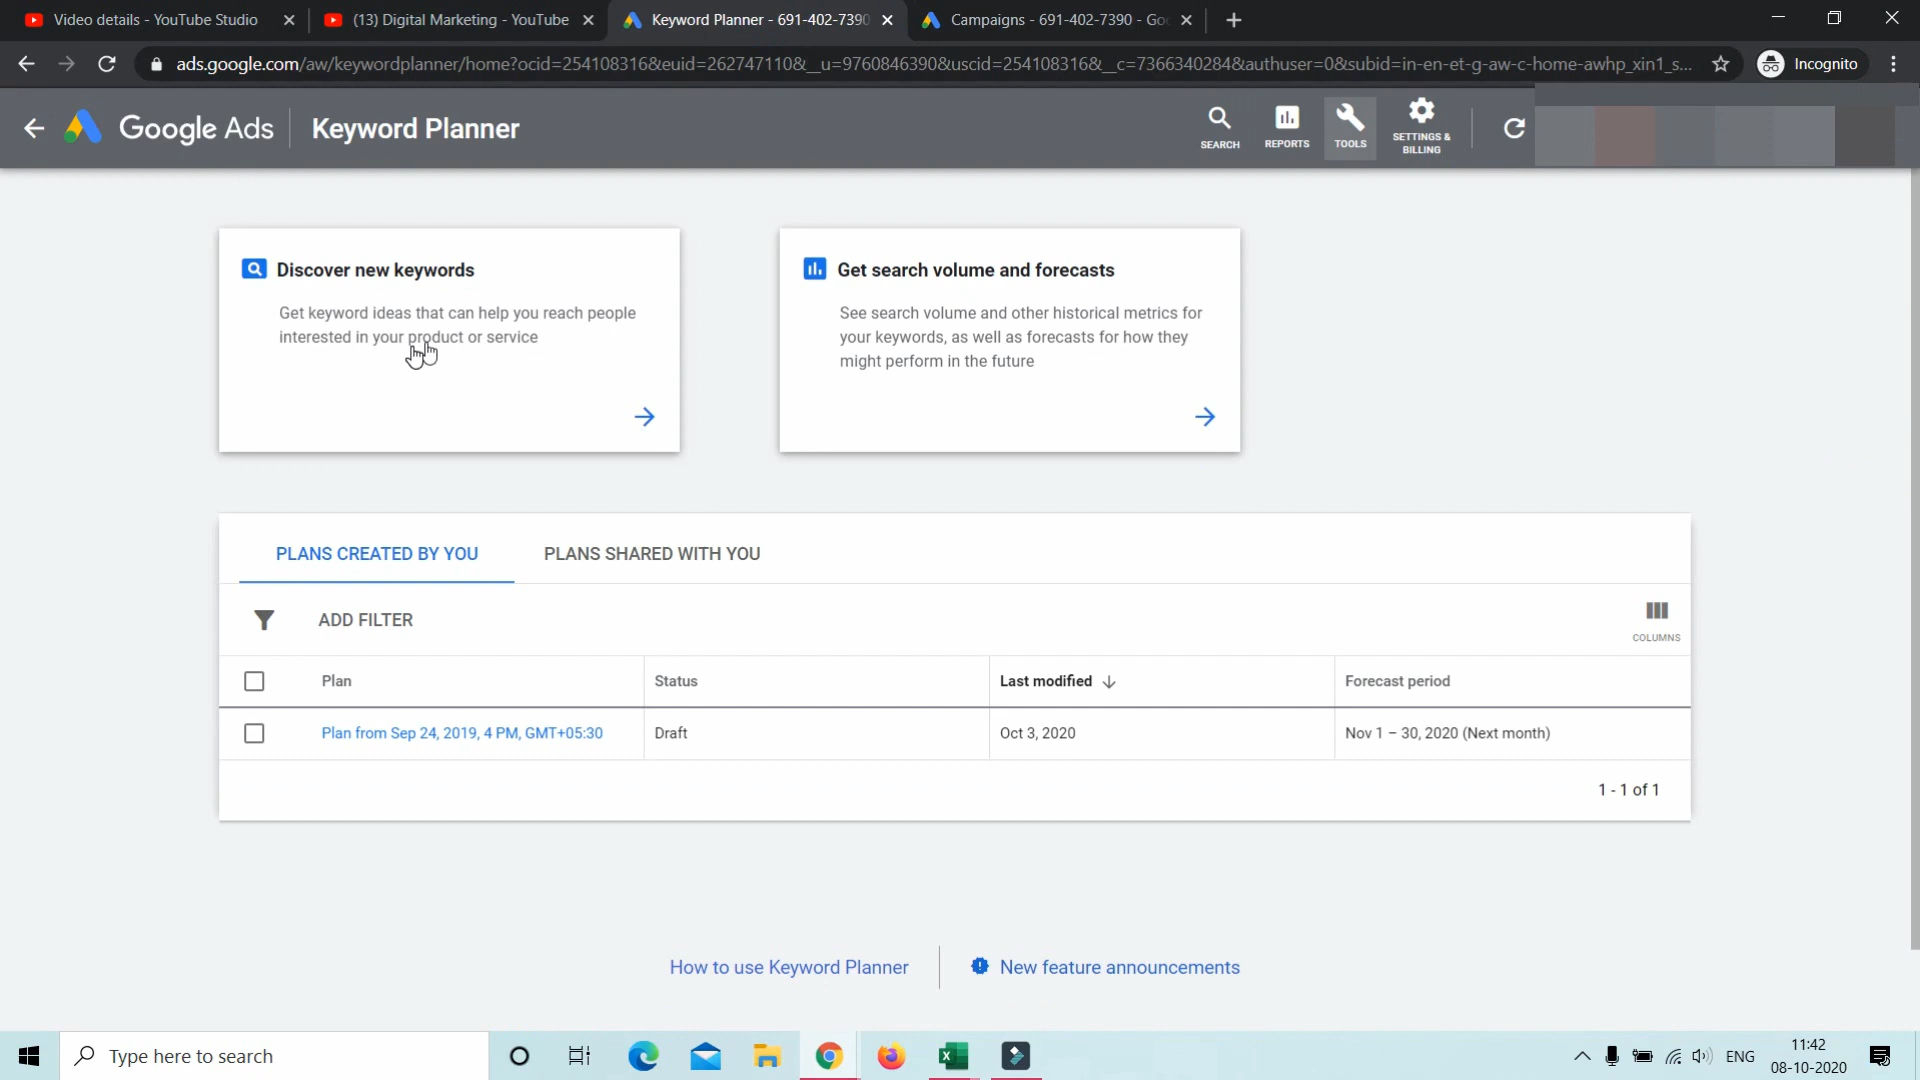 Video details - YouTube Studio
(13) Digital Marketing - YouTube
Keyword Planner - 691-402-7390
Campaigns - 691-402-7390 - Go
ads.google.com/aw/keywordplanner/home?ocid=254108316&euid=262747110&__u=9760846390&uscid=254108316&__c=7366340284&authuser=0&subid=in-en-et-g-aw-c-home-awhp_xin1_s...
Incognito
Google Ads
Keyword Planner
SEARCH
REPORTS
TOOLS
SETTINGS &
BILLING
Discover new keywords
Get keyword ideas that can help you reach people
interested in your product or service
Get search volume and forecasts
See search volume and other historical metrics for
your keywords, as well as forecasts for how they
might perform in the future
PLANS CREATED BY YOU
PLANS SHARED WITH YOU
ADD FILTER
COLUMNS
Plan
Status
Last modified
Forecast period
Plan from Sep 24, 2019, 4 PM, GMT+05:30
Draft
Oct 3, 2020
Nov 1 – 30, 2020 (Next month)
1 - 1 of 1
How to use Keyword Planner
New feature announcements
Type here to search
ENG
11:42
08-10-2020